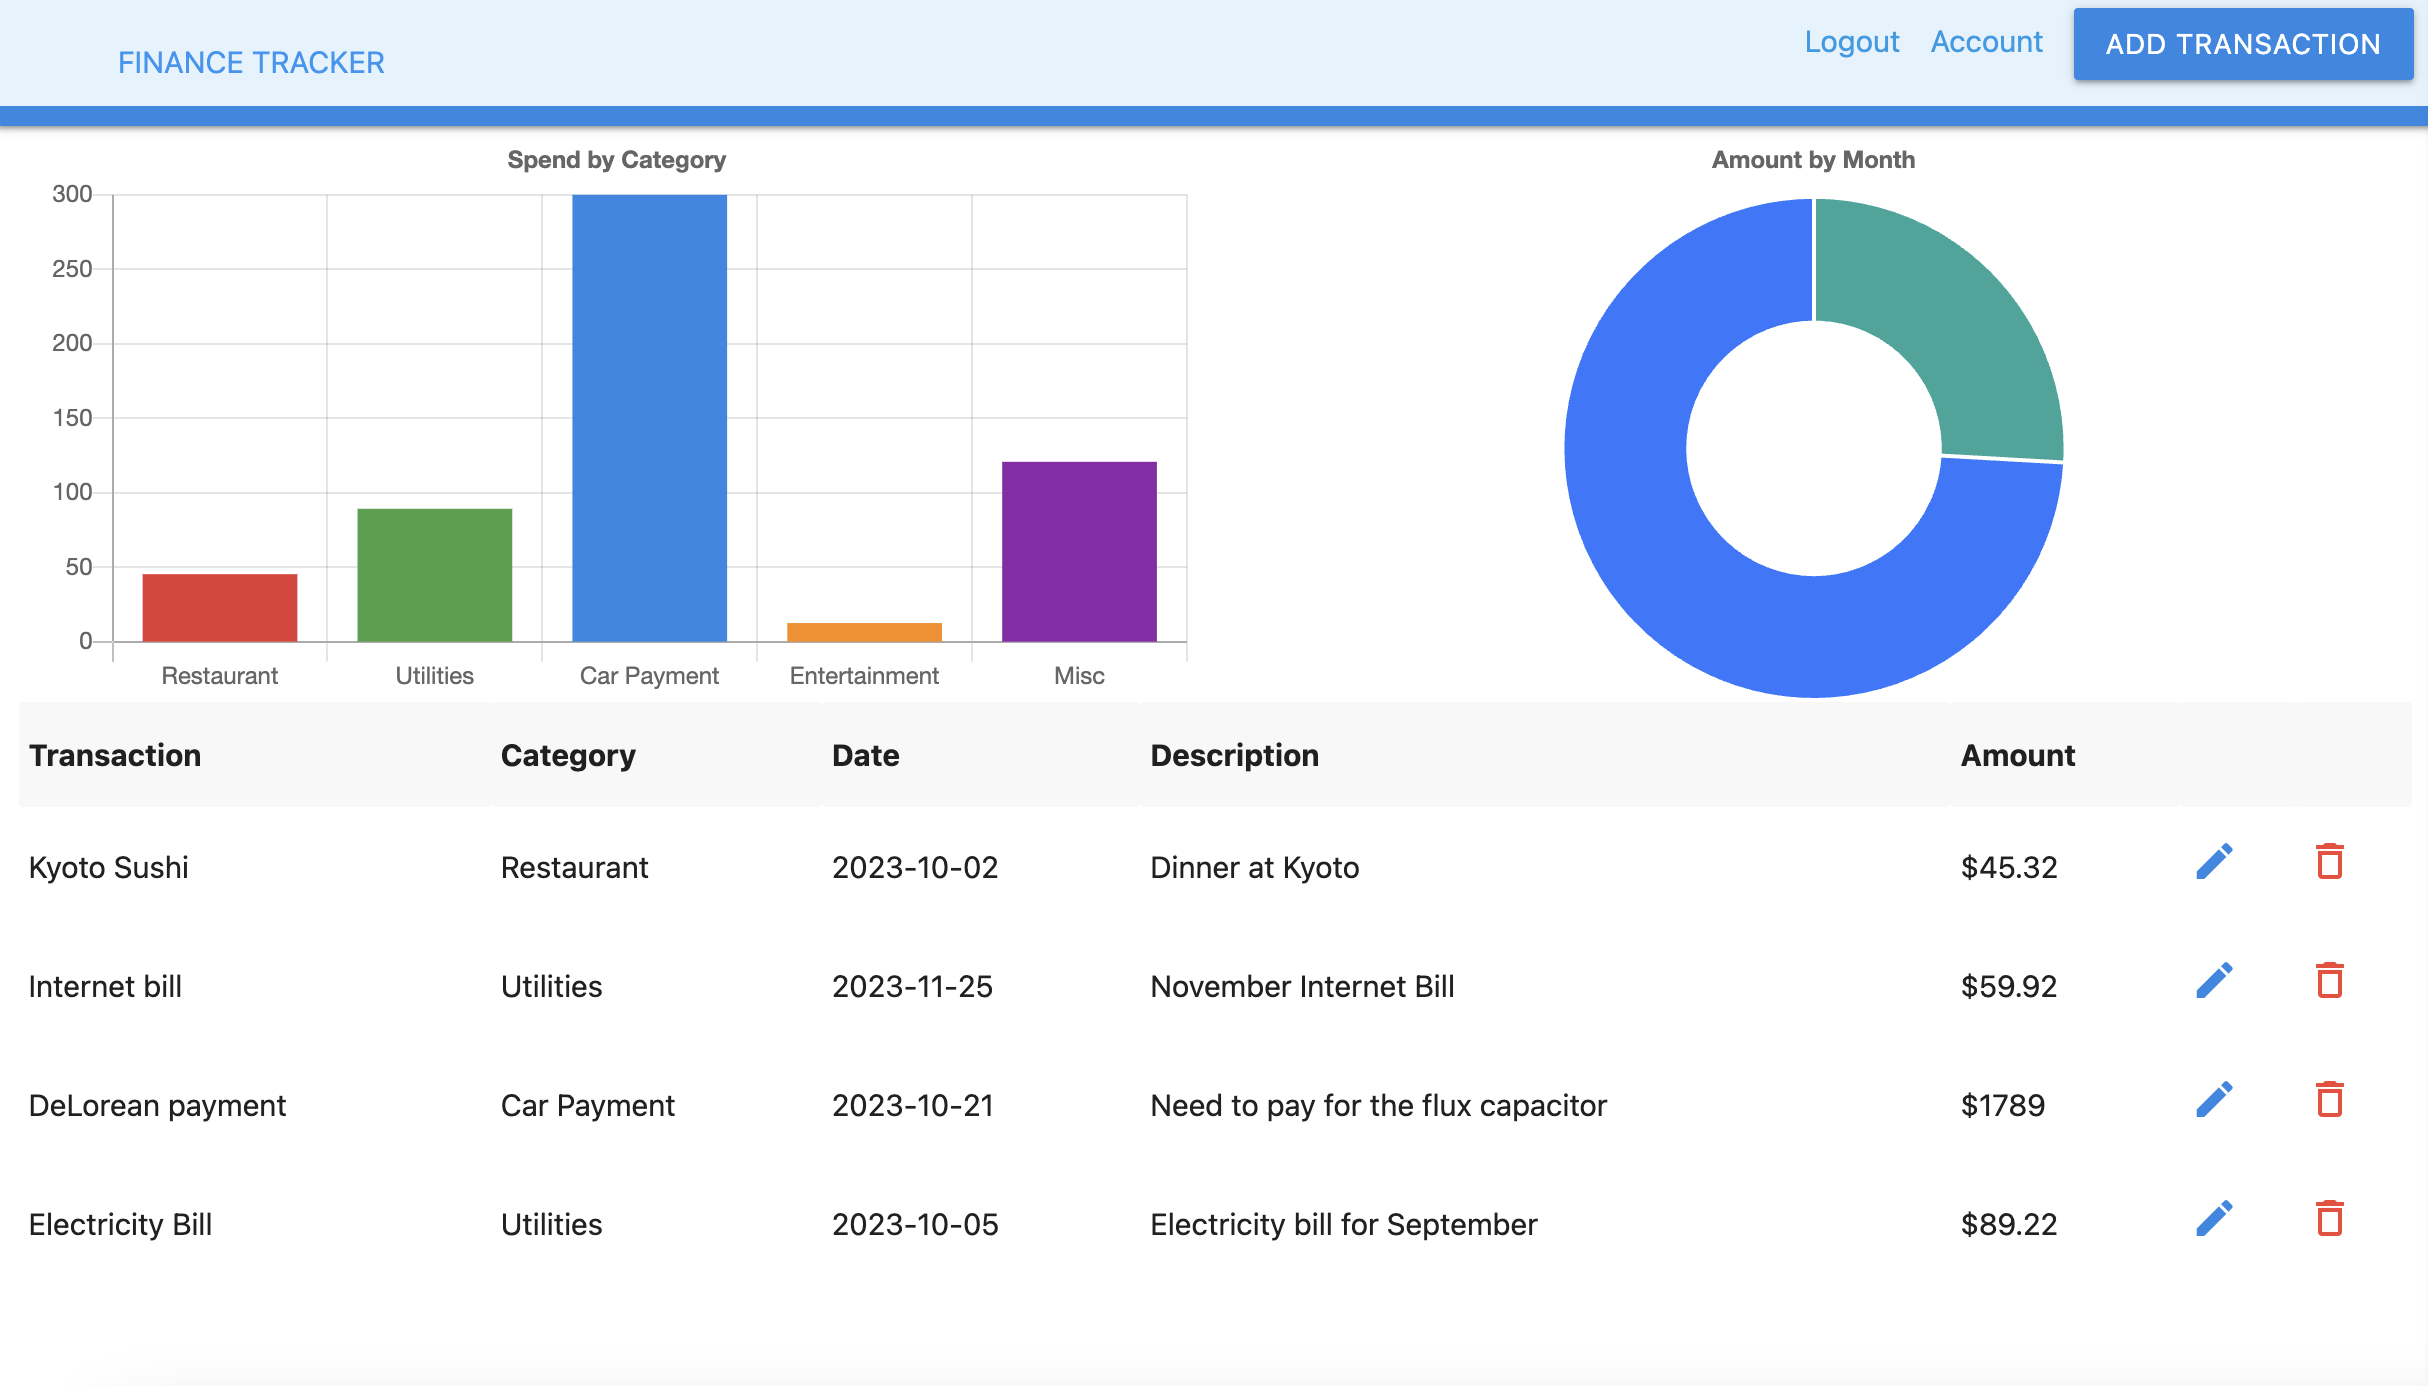 FINANCE TRACKER
Logout Account ADD TRANSACTION
Spend by Category
300
250
200
150
100
50
0
Restaurant Utilities Car Payment Entertainment Misc
Amount by Month
Transaction Category Date Description Amount
Kyoto Sushi Restaurant 2023-10-02 Dinner at Kyoto $45.32
Internet bill Utilities 2023-11-25 November Internet Bill $59.92
DeLorean payment Car Payment 2023-10-21 Need to pay for the flux capacitor $1789
Electricity Bill Utilities 2023-10-05 Electricity bill for September $89.22